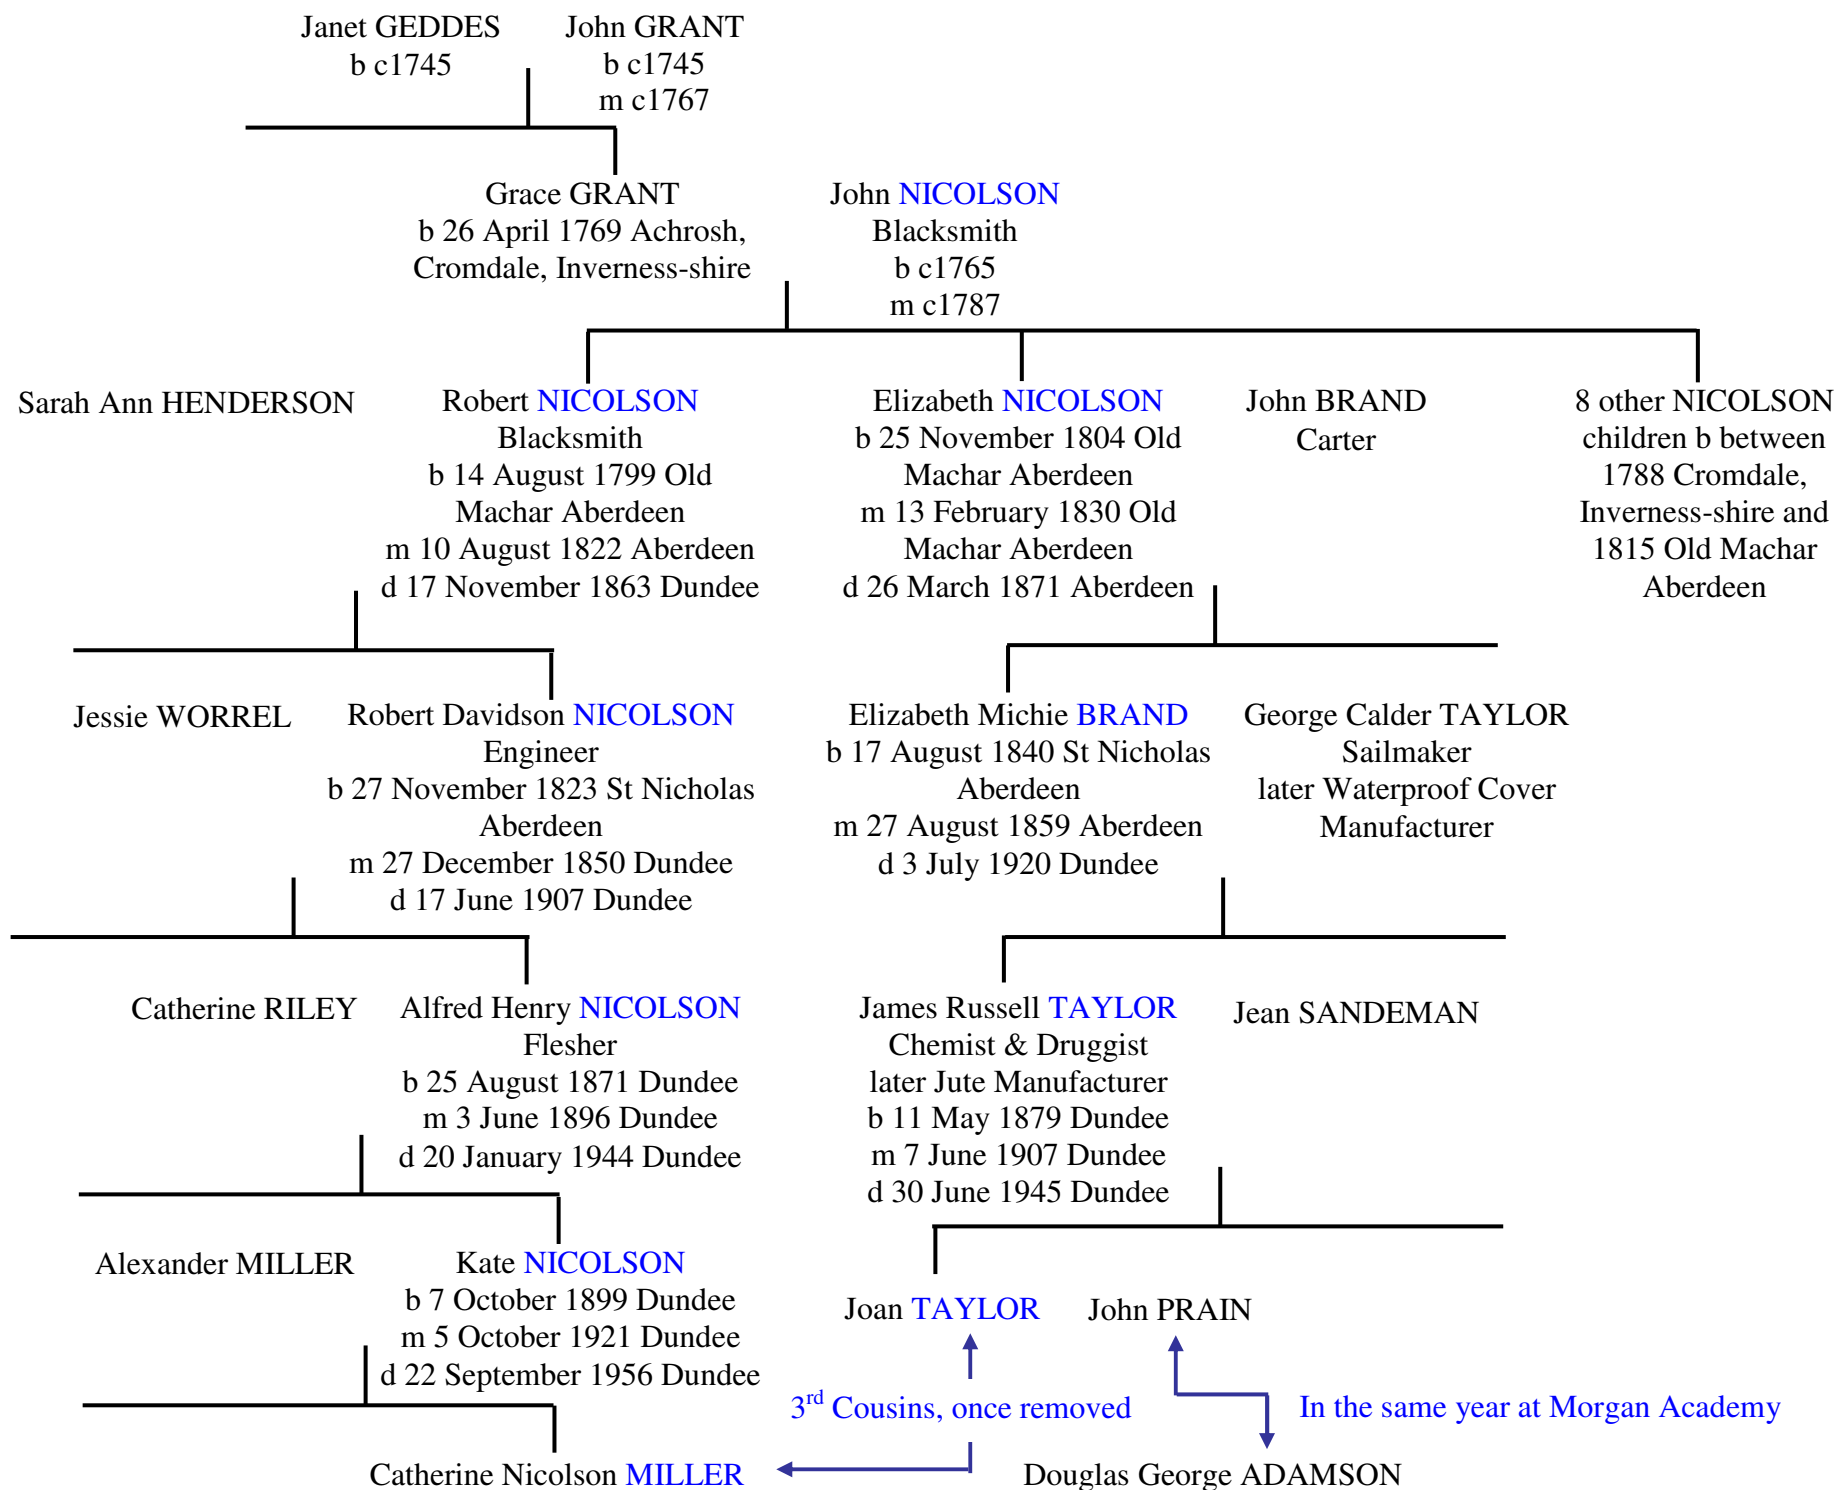 Janet GEDDES
b c1745
John GRANT
b c1745
m c1767
Grace GRANT
b 26 April 1769 Achrosh,
Cromdale, Inverness-shire
John NICOLSON
Blacksmith
b c1765
m c1787
Sarah Ann HENDERSON
Robert NICOLSON
Blacksmith
b 14 August 1799 Old
Machar Aberdeen
m 10 August 1822 Aberdeen
d 17 November 1863 Dundee
Elizabeth NICOLSON
b 25 November 1804 Old
Machar Aberdeen
m 13 February 1830 Old
Machar Aberdeen
d 26 March 1871 Aberdeen
John BRAND
Carter
8 other NICOLSON
children b between
1788 Cromdale,
Inverness-shire and
1815 Old Machar
Aberdeen
Jessie WORREL
Robert Davidson NICOLSON
Engineer
b 27 November 1823 St Nicholas
Aberdeen
m 27 December 1850 Dundee
d 17 June 1907 Dundee
Elizabeth Michie BRAND
b 17 August 1840 St Nicholas
Aberdeen
m 27 August 1859 Aberdeen
d 3 July 1920 Dundee
George Calder TAYLOR
Sailmaker
later Waterproof Cover
Manufacturer
Catherine RILEY
Alfred Henry NICOLSON
Flesher
b 25 August 1871 Dundee
m 3 June 1896 Dundee
d 20 January 1944 Dundee
James Russell TAYLOR
Chemist & Druggist
later Jute Manufacturer
b 11 May 1879 Dundee
m 7 June 1907 Dundee
d 30 June 1945 Dundee
Jean SANDEMAN
Alexander MILLER
Kate NICOLSON
b 7 October 1899 Dundee
m 5 October 1921 Dundee
d 22 September 1956 Dundee
Joan TAYLOR
John PRAIN
3rd Cousins, once removed
In the same year at Morgan Academy
Catherine Nicolson MILLER
Douglas George ADAMSON